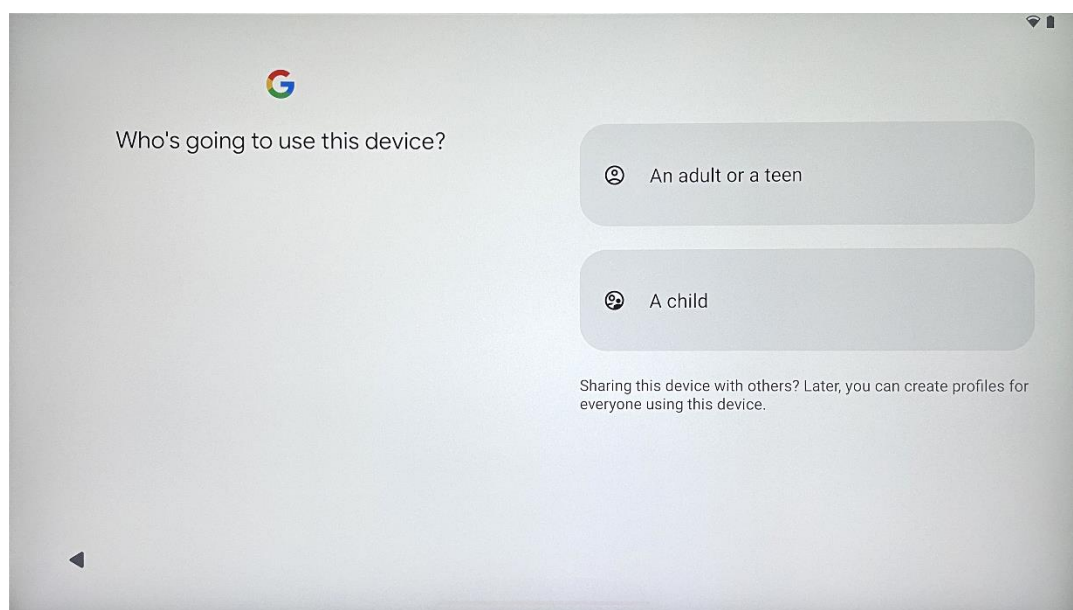 Who's going to use this device?
An adult or a teen
A child
Sharing this device with others? Later, you can create profiles for
everyone using this device.